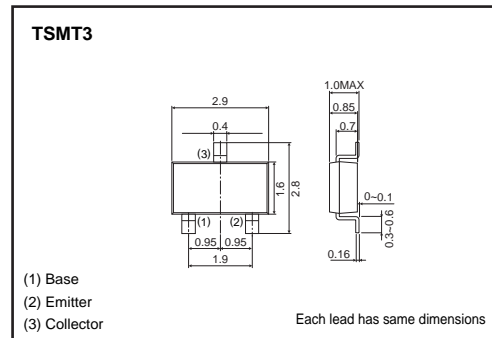 TSMT3
1.0MAX
2.9
0.85
0.4
0.7
(3)
1.6
2.8
0~0.1
(1)
(2)
0.3~0.6
0.95
0.95
0.16
1.9
(1) Base
(2) Emitter
(3) Collector
Each lead has same dimensions